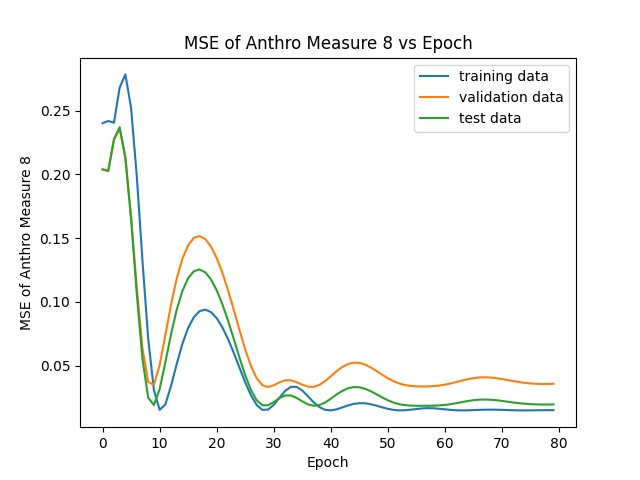 MSE of Anthro Measure 8 vs Epoch
training data
validation data
test data
MSE of Anthro Measure 8
0.25
0.20
0.15
0.10
0.05
0 10 20 30 40 50 60 70 80
Epoch